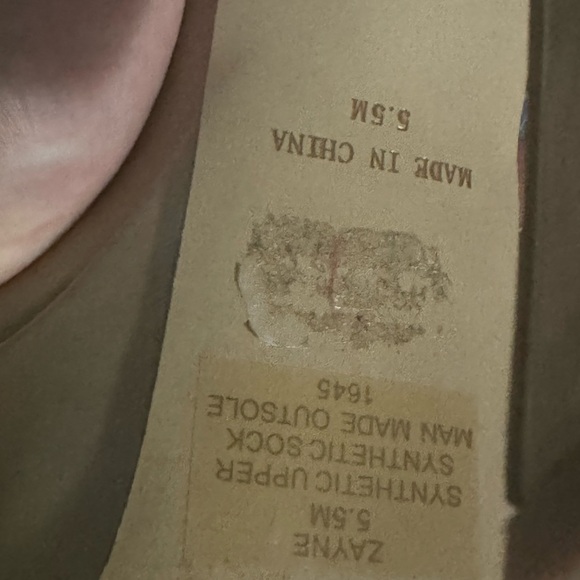 ZAYNE
5.5M
SYNTHETIC UPPER
SYNTHETIC SOCK
MAN MADE OUTSOLE
1645
MADE IN CHINA
5.5M